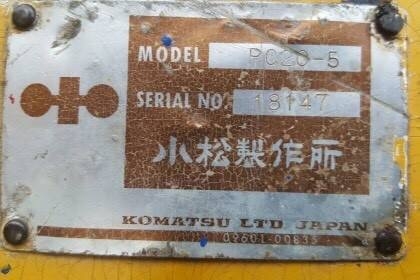 MODEL PC20-5
SERIAL NO. 18147
小松製作所
KOMATSU LTD JAPAN
09601-00835